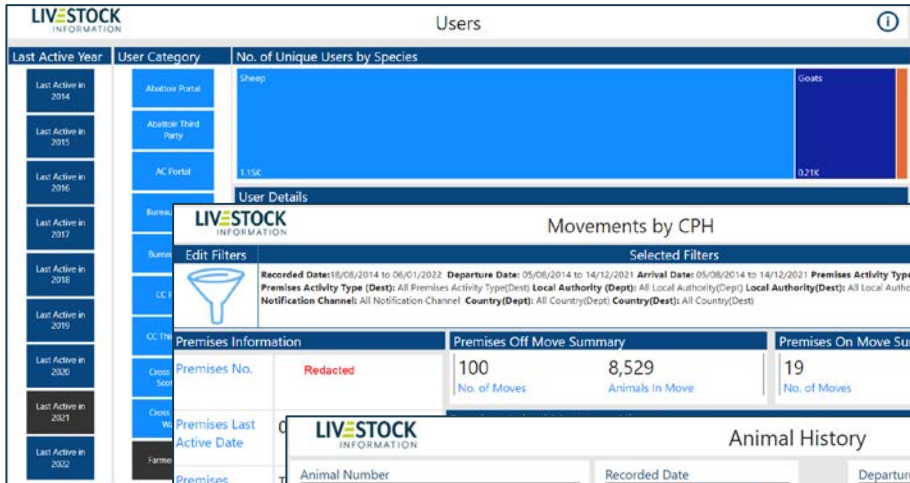 LIVESTOCK
INFORMATION
Users
Last Active Year
User Category
No. of Unique Users by Species
Last Active in
2014
Last Active in
2015
Last Active in
2016
Last Active in
2017
Last Active in
2018
Last Active in
2019
Last Active in
2020
Last Active in
2021
Last Active in
2022
Abattoir Portal
Abattoir Third
Party
AC Portal
Sheep
1.15K
Goats
0.21K
User Details
LIVESTOCK
INFORMATION
Movements by CPH
Edit Filters
Selected Filters
Recorded Date:18/08/2014 to 06/01/2022 Departure Date: 05/08/2014 to 14/12/2021 Arrival Date: 05/08/2014 to 14/12/2021 Premises Activity Type
Premises Activity Type (Dest): All Premises Activity Type(Dest) Local Authority (Dept): All Local Authority(Dept) Local Authority(Dest): All Local
Notification Channel: All Notification Channel Country(Dept): All Country(Dept) Country(Dest): All Country(Dest)
Premises Information
Premises Off Move Summary
Premises On Move
Premises No.
Redacted
100
No. of Moves
8,529
Animals In Move
19
No. of Moves
Premises Last
Active Date
Premises
LIVESTOCK
INFORMATION
Animal History
Animal Number
Recorded Date